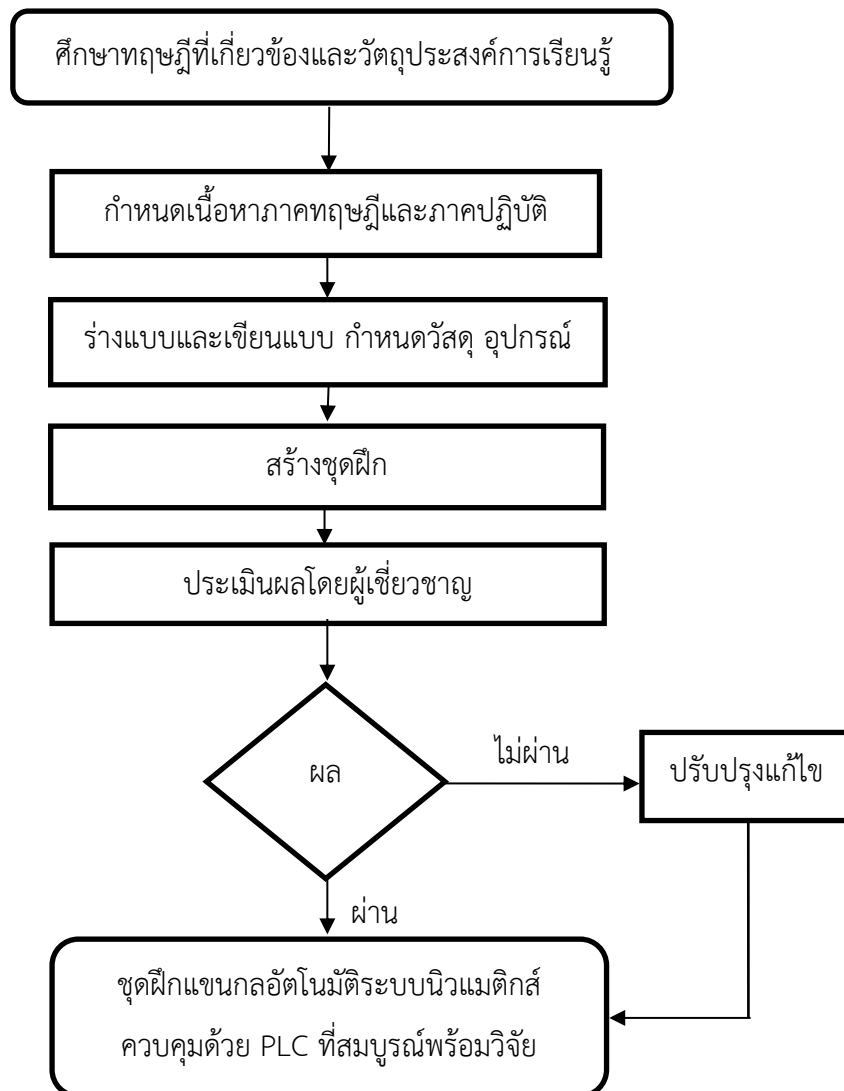 ศึกษาทฤษฎีที่เกี่ยวข้องและวัตถุประสงค์การเรียนรู้
กำหนดเนื้อหาภาคทฤษฎีและภาคปฏิบัติ
ร่างแบบและเขียนแบบ กำหนดวัสดุ อุปกรณ์
สร้างชุดฝึก
ประเมินผลโดยผู้เชี่ยวชาญ
ผล
ไม่ผ่าน
ปรับปรุงแก้ไข
ผ่าน
ชุดฝึกแขนกลอัตโนมัติระบบนิวแมติกส์
ควบคุมด้วย PLC ที่สมบูรณ์พร้อมวิจัย